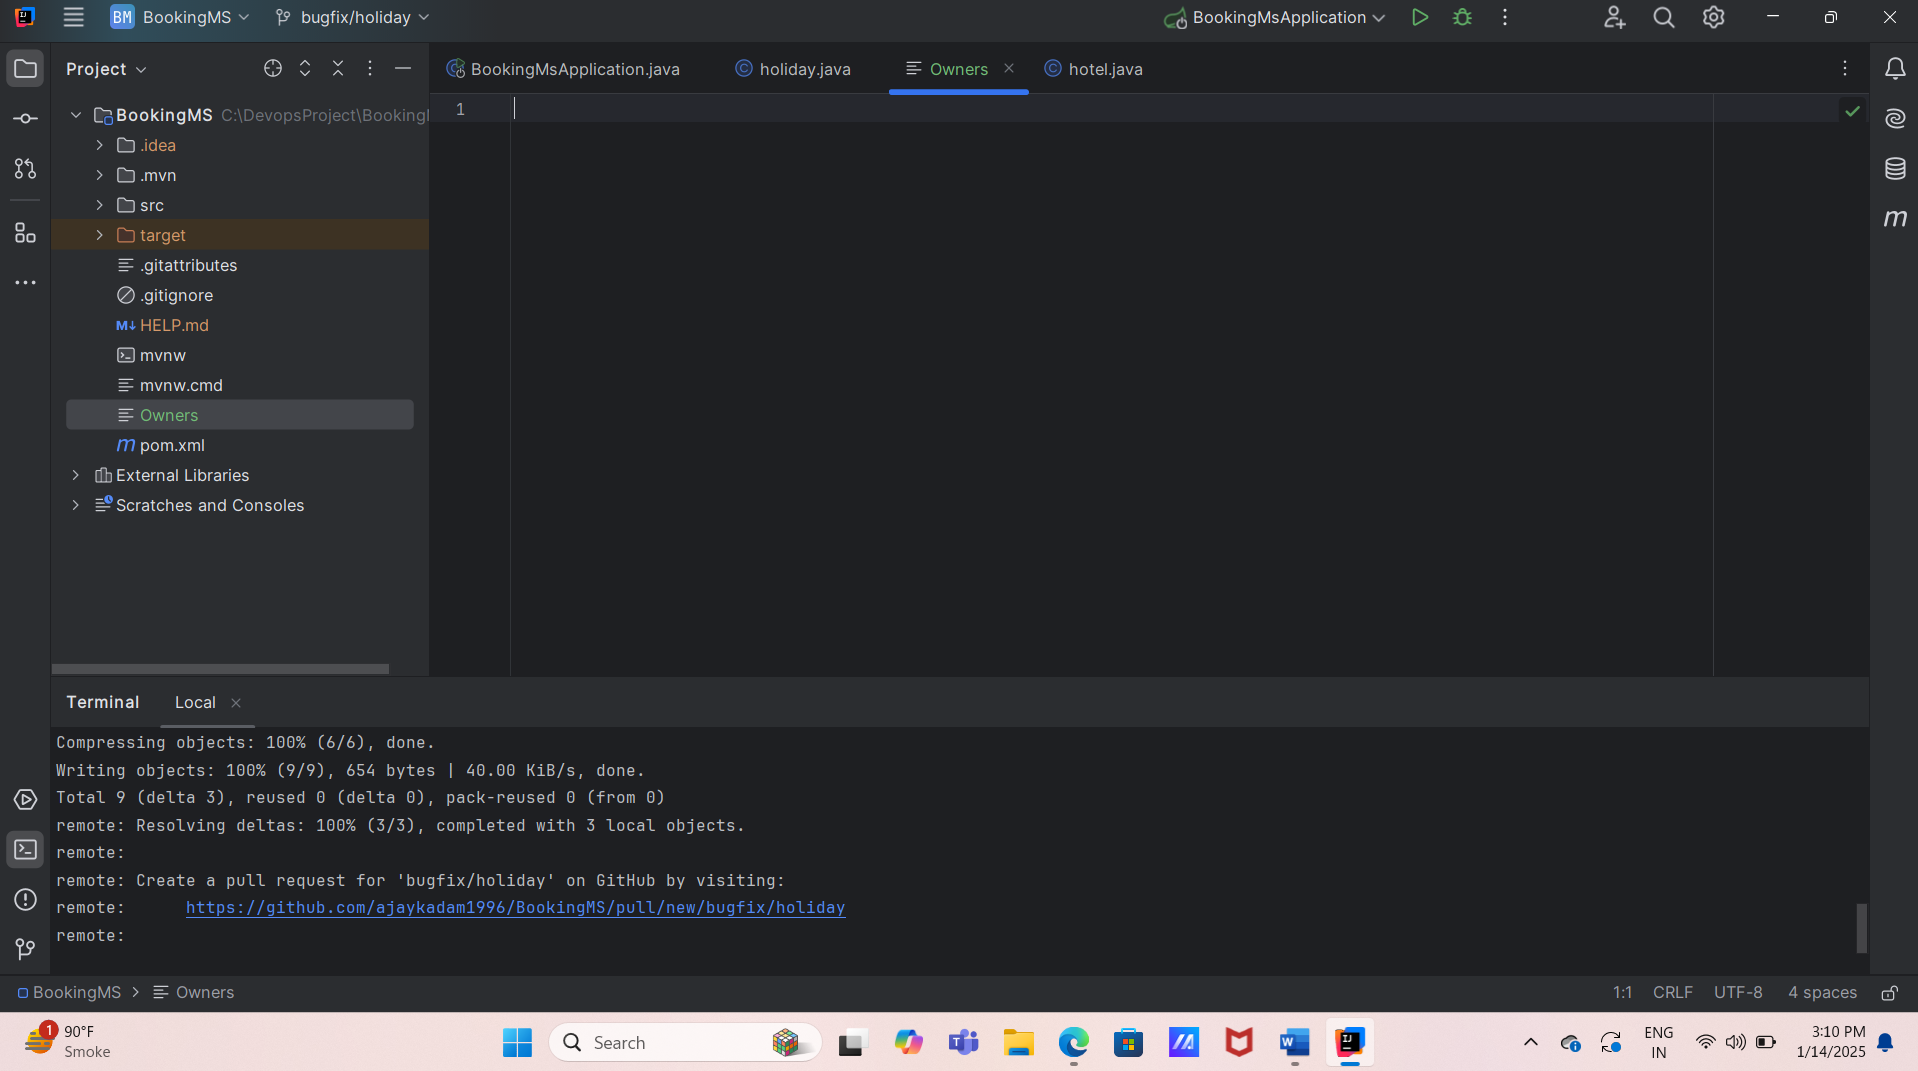 BM BookingMS bugfix/holiday BookingMsApplication
Project
BookingMsApplication.java holiday.java Owners hotel.java
BookingMS C:\DevopsProject\Booking
1
.idea
.mvn
src
target
.gitattributes
.gitignore
M↓ HELP.md
mvnw
mvnw.cmd
Owners
m pom.xml
External Libraries
Scratches and Consoles
m
Terminal Local
Compressing objects: 100% (6/6), done.
Writing objects: 100% (9/9), 654 bytes | 40.00 KiB/s, done.
Total 9 (delta 3), reused 0 (delta 0), pack-reused 0 (from 0)
remote: Resolving deltas: 100% (3/3), completed with 3 local objects.
remote:
remote: Create a pull request for 'bugfix/holiday' on GitHub by visiting:
remote: https://github.com/ajaykadam1996/BookingMS/pull/new/bugfix/holiday
remote:
BookingMS > Owners 1:1 CRLF UTF-8 4 spaces
1 90°F
Smoke
Search
ENG
IN
3:10 PM
1/14/2025